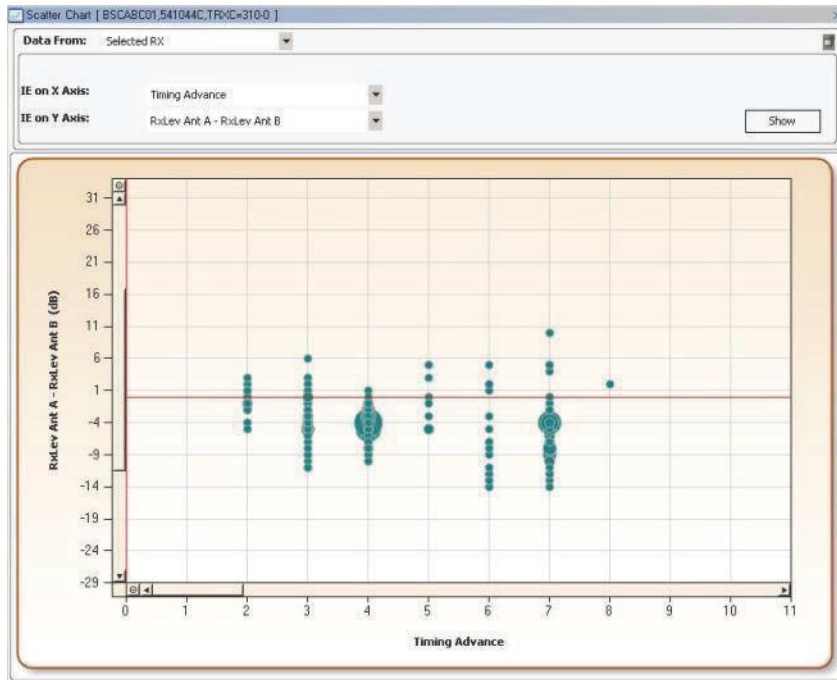 Scatter Chart [ BSCABC01,541044C,TRXC=310-0 ]
Data From: Selected RX
IE on X Axis: Timing Advance
IE on Y Axis: RxLev Ant A - RxLev Ant B
Show
RxLev Ant A - RxLev Ant B (dB)
31
26
21
16
11
6
1
-4
-9
-14
-19
-24
-29
0 1 2 3 4 5 6 7 8 9 10 11
Timing Advance